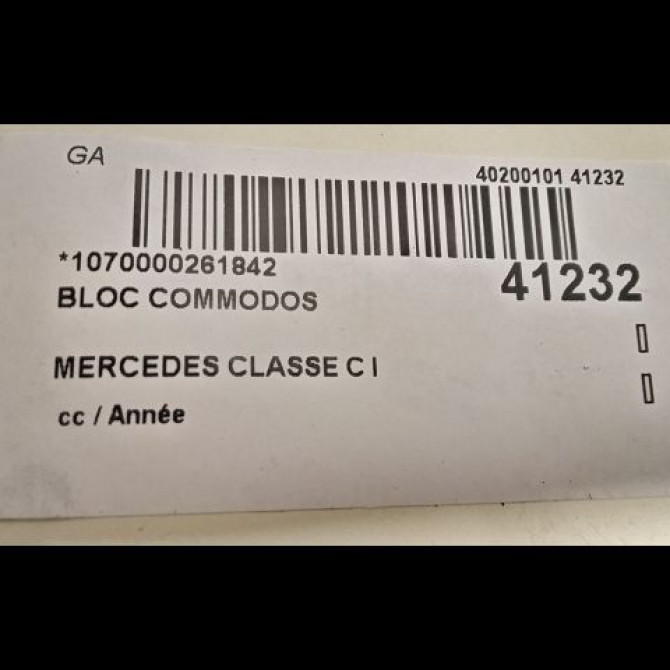 GA
40200101 41232
*1070000261842
41232
BLOC COMMODOS
MERCEDES CLASSE C I
cc / Année